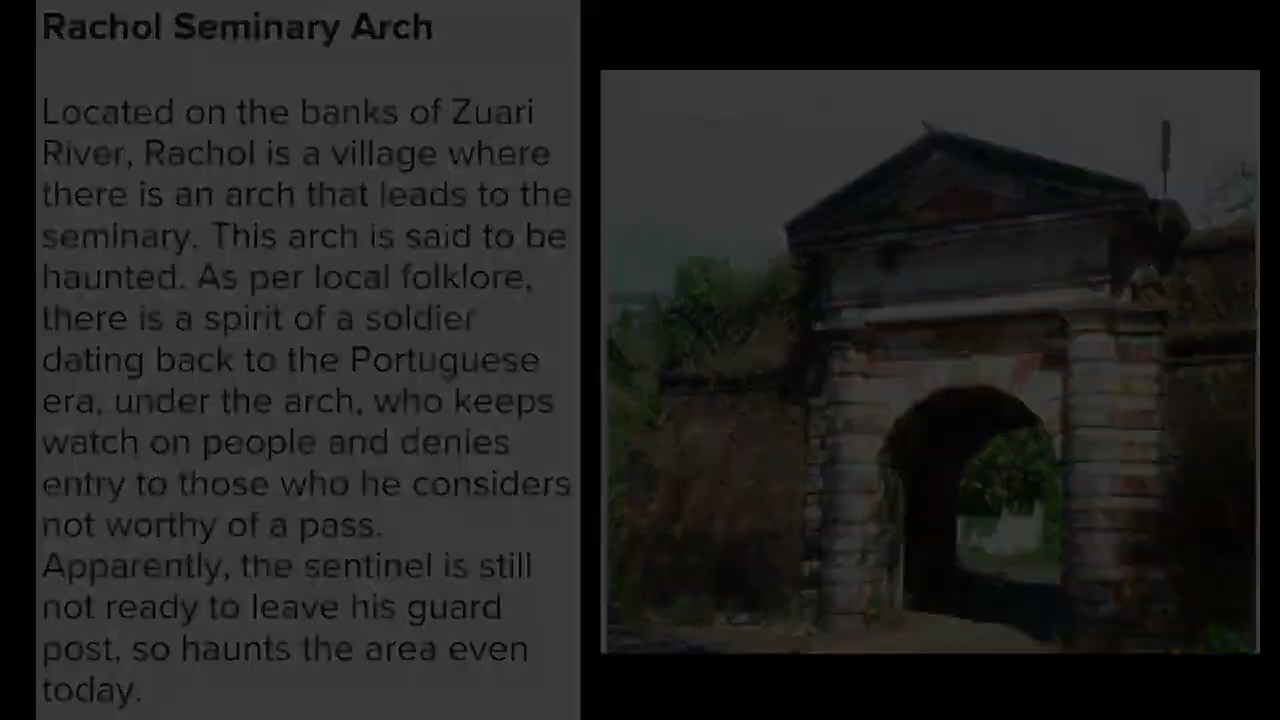 Rachol Seminary Arch
Located on the banks of Zuari
River, Rachol is a village where
there is an arch that leads to the
seminary. This arch is said to be
haunted. As per local folklore,
there is a spirit of a soldier
dating back to the Portuguese
era, under the arch, who keeps
watch on people and denies
entry to those who he considers
not worthy of a pass.
Apparently, the sentinel is still
not ready to leave his guard
post, so haunts the area even
today.